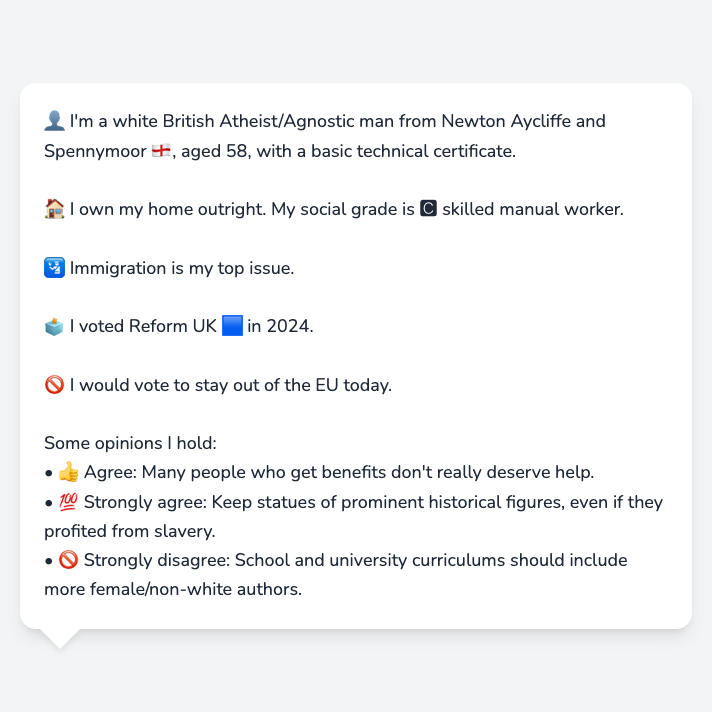 👤 I'm a white British Atheist/Agnostic man from Newton Aycliffe and
Spennymoor 🏴󠁧󠁢󠁥󠁮󠁧󠁿, aged 58, with a basic technical certificate.
🏠 I own my home outright. My social grade is 🅲 skilled manual worker.
🛂 Immigration is my top issue.
🗳️ I voted Reform UK 🟦 in 2024.
🚫 I would vote to stay out of the EU today.
Some opinions I hold:
• 👍 Agree: Many people who get benefits don't really deserve help.
• 💯 Strongly agree: Keep statues of prominent historical figures, even if they
profited from slavery.
• 🚫 Strongly disagree: School and university curriculums should include
more female/non-white authors.